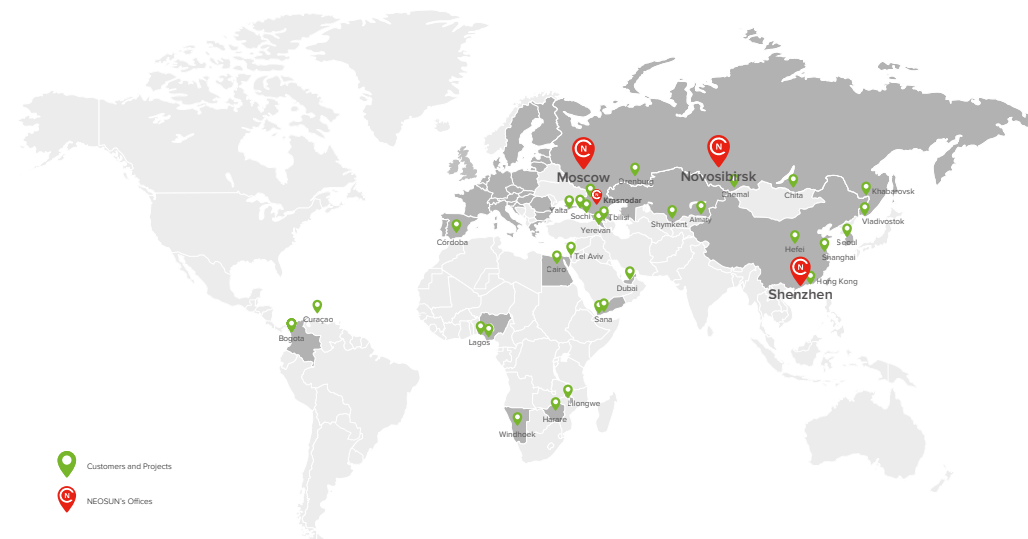 Moscow
Novosibirsk
Orenburg
Chemal
Chita
Khabarovsk
Krasnodar
Yalta
Sochi
Tbilisi
Yerevan
Shymkent
Almaty
Vladivostok
Córdoba
Seoul
Hefei
Shanghai
Cairo
Tel Aviv
Dubai
Hong Kong
Shenzhen
Curaçao
Sana
Bogota
Lagos
Lilongwe
Harare
Windhoek
N
N
N
Customers and Projects
N
NEOSUN's Offices